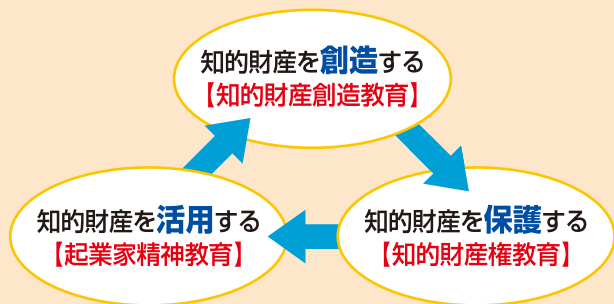 知的財産を創造する
【知的財産創造教育】
知的財産を活用する
【起業家精神教育】
知的財産を保護する
【知的財産権教育】